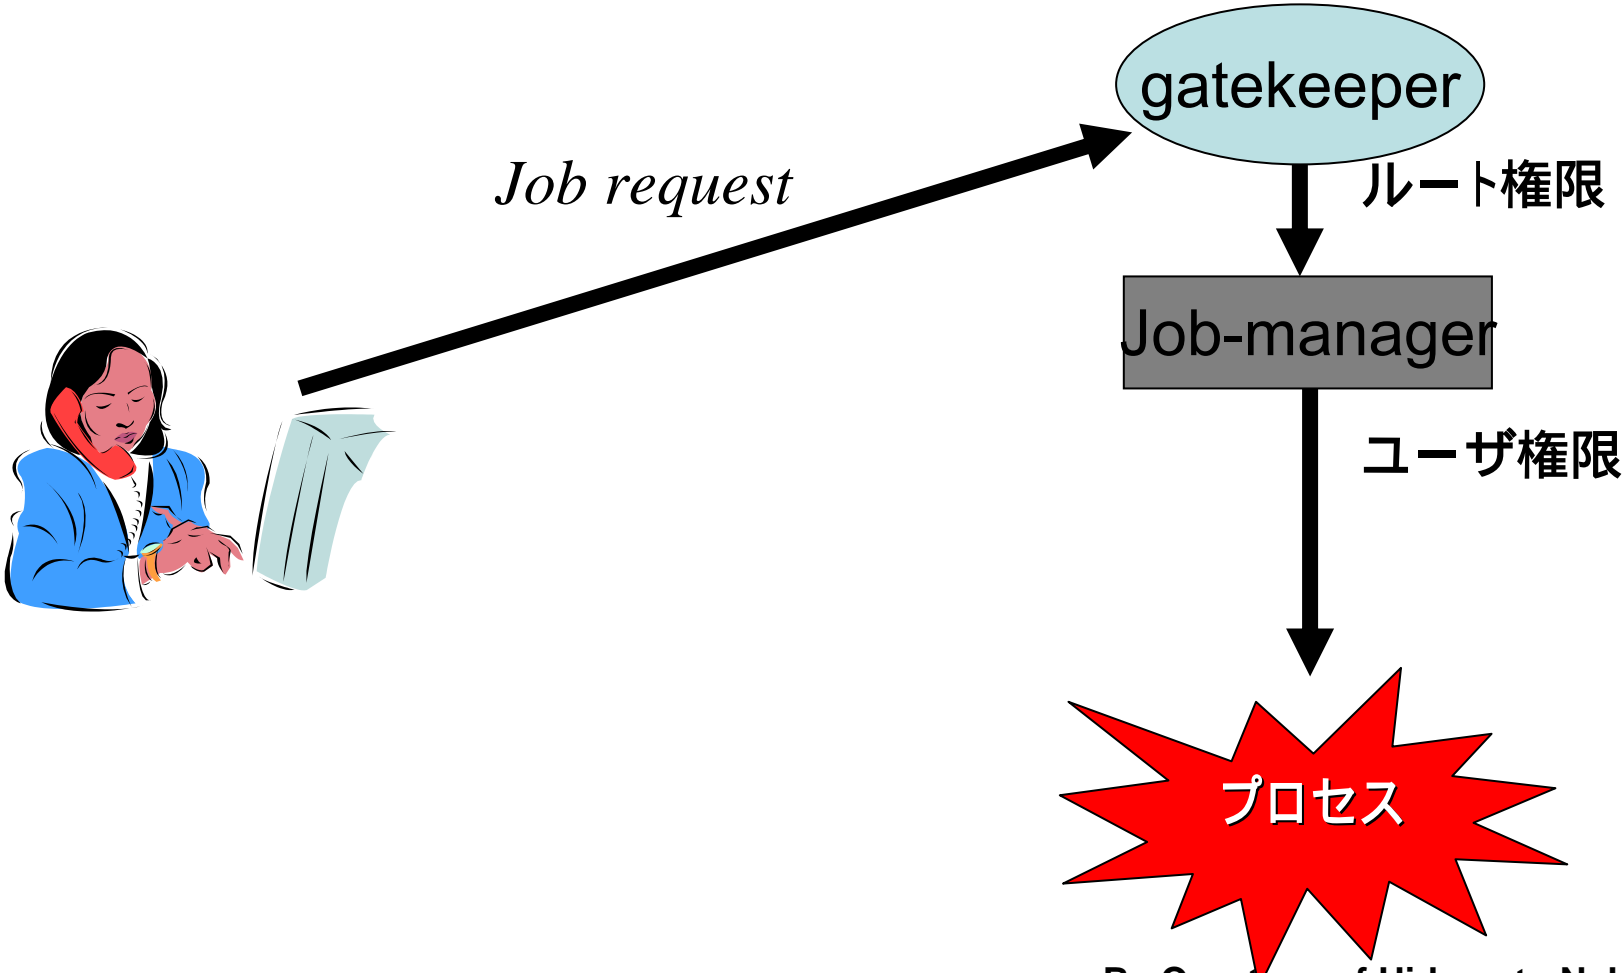 gatekeeper
Job request
ルート権限
Job-manager
ユーザ権限
プロセス